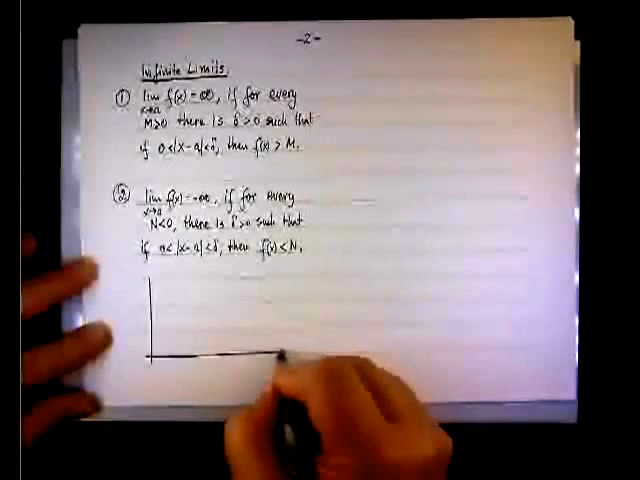 -2-
Infinite Limits
① lim f(x) = ∞, if for every
x→a
M>0 there is δ>0 such that
if 0<|x-a|<δ, then f(x) > M.
② lim f(x) = -∞, if for every
x→a
N<0, there is δ>0 such that
if 0<|x-a|<δ, then f(x) < N.